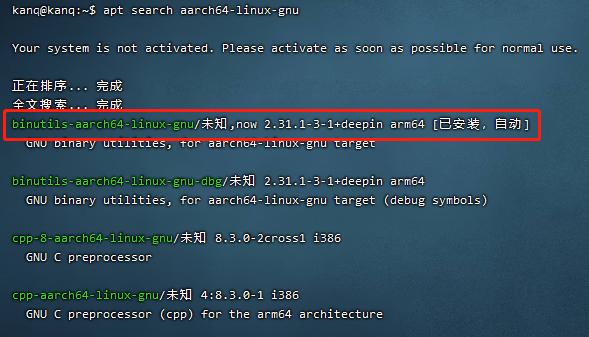 kanq@kanq:~$ apt search aarch64-linux-gnu
Your system is not activated. Please activate as soon as possible for normal use.
正在排序... 完成
全文搜索... 完成
binutils-aarch64-linux-gnu/未知,now 2.31.1-3-1+deepin arm64 [已安装，自动]
GNU binary utilities, for aarch64-linux-gnu target
binutils-aarch64-linux-gnu-dbg/未知 2.31.1-3-1+deepin arm64
GNU binary utilities, for aarch64-linux-gnu target (debug symbols)
cpp-8-aarch64-linux-gnu/未知 8.3.0-2cross1 i386
GNU C preprocessor
cpp-aarch64-linux-gnu/未知 4:8.3.0-1 i386
GNU C preprocessor (cpp) for the arm64 architecture